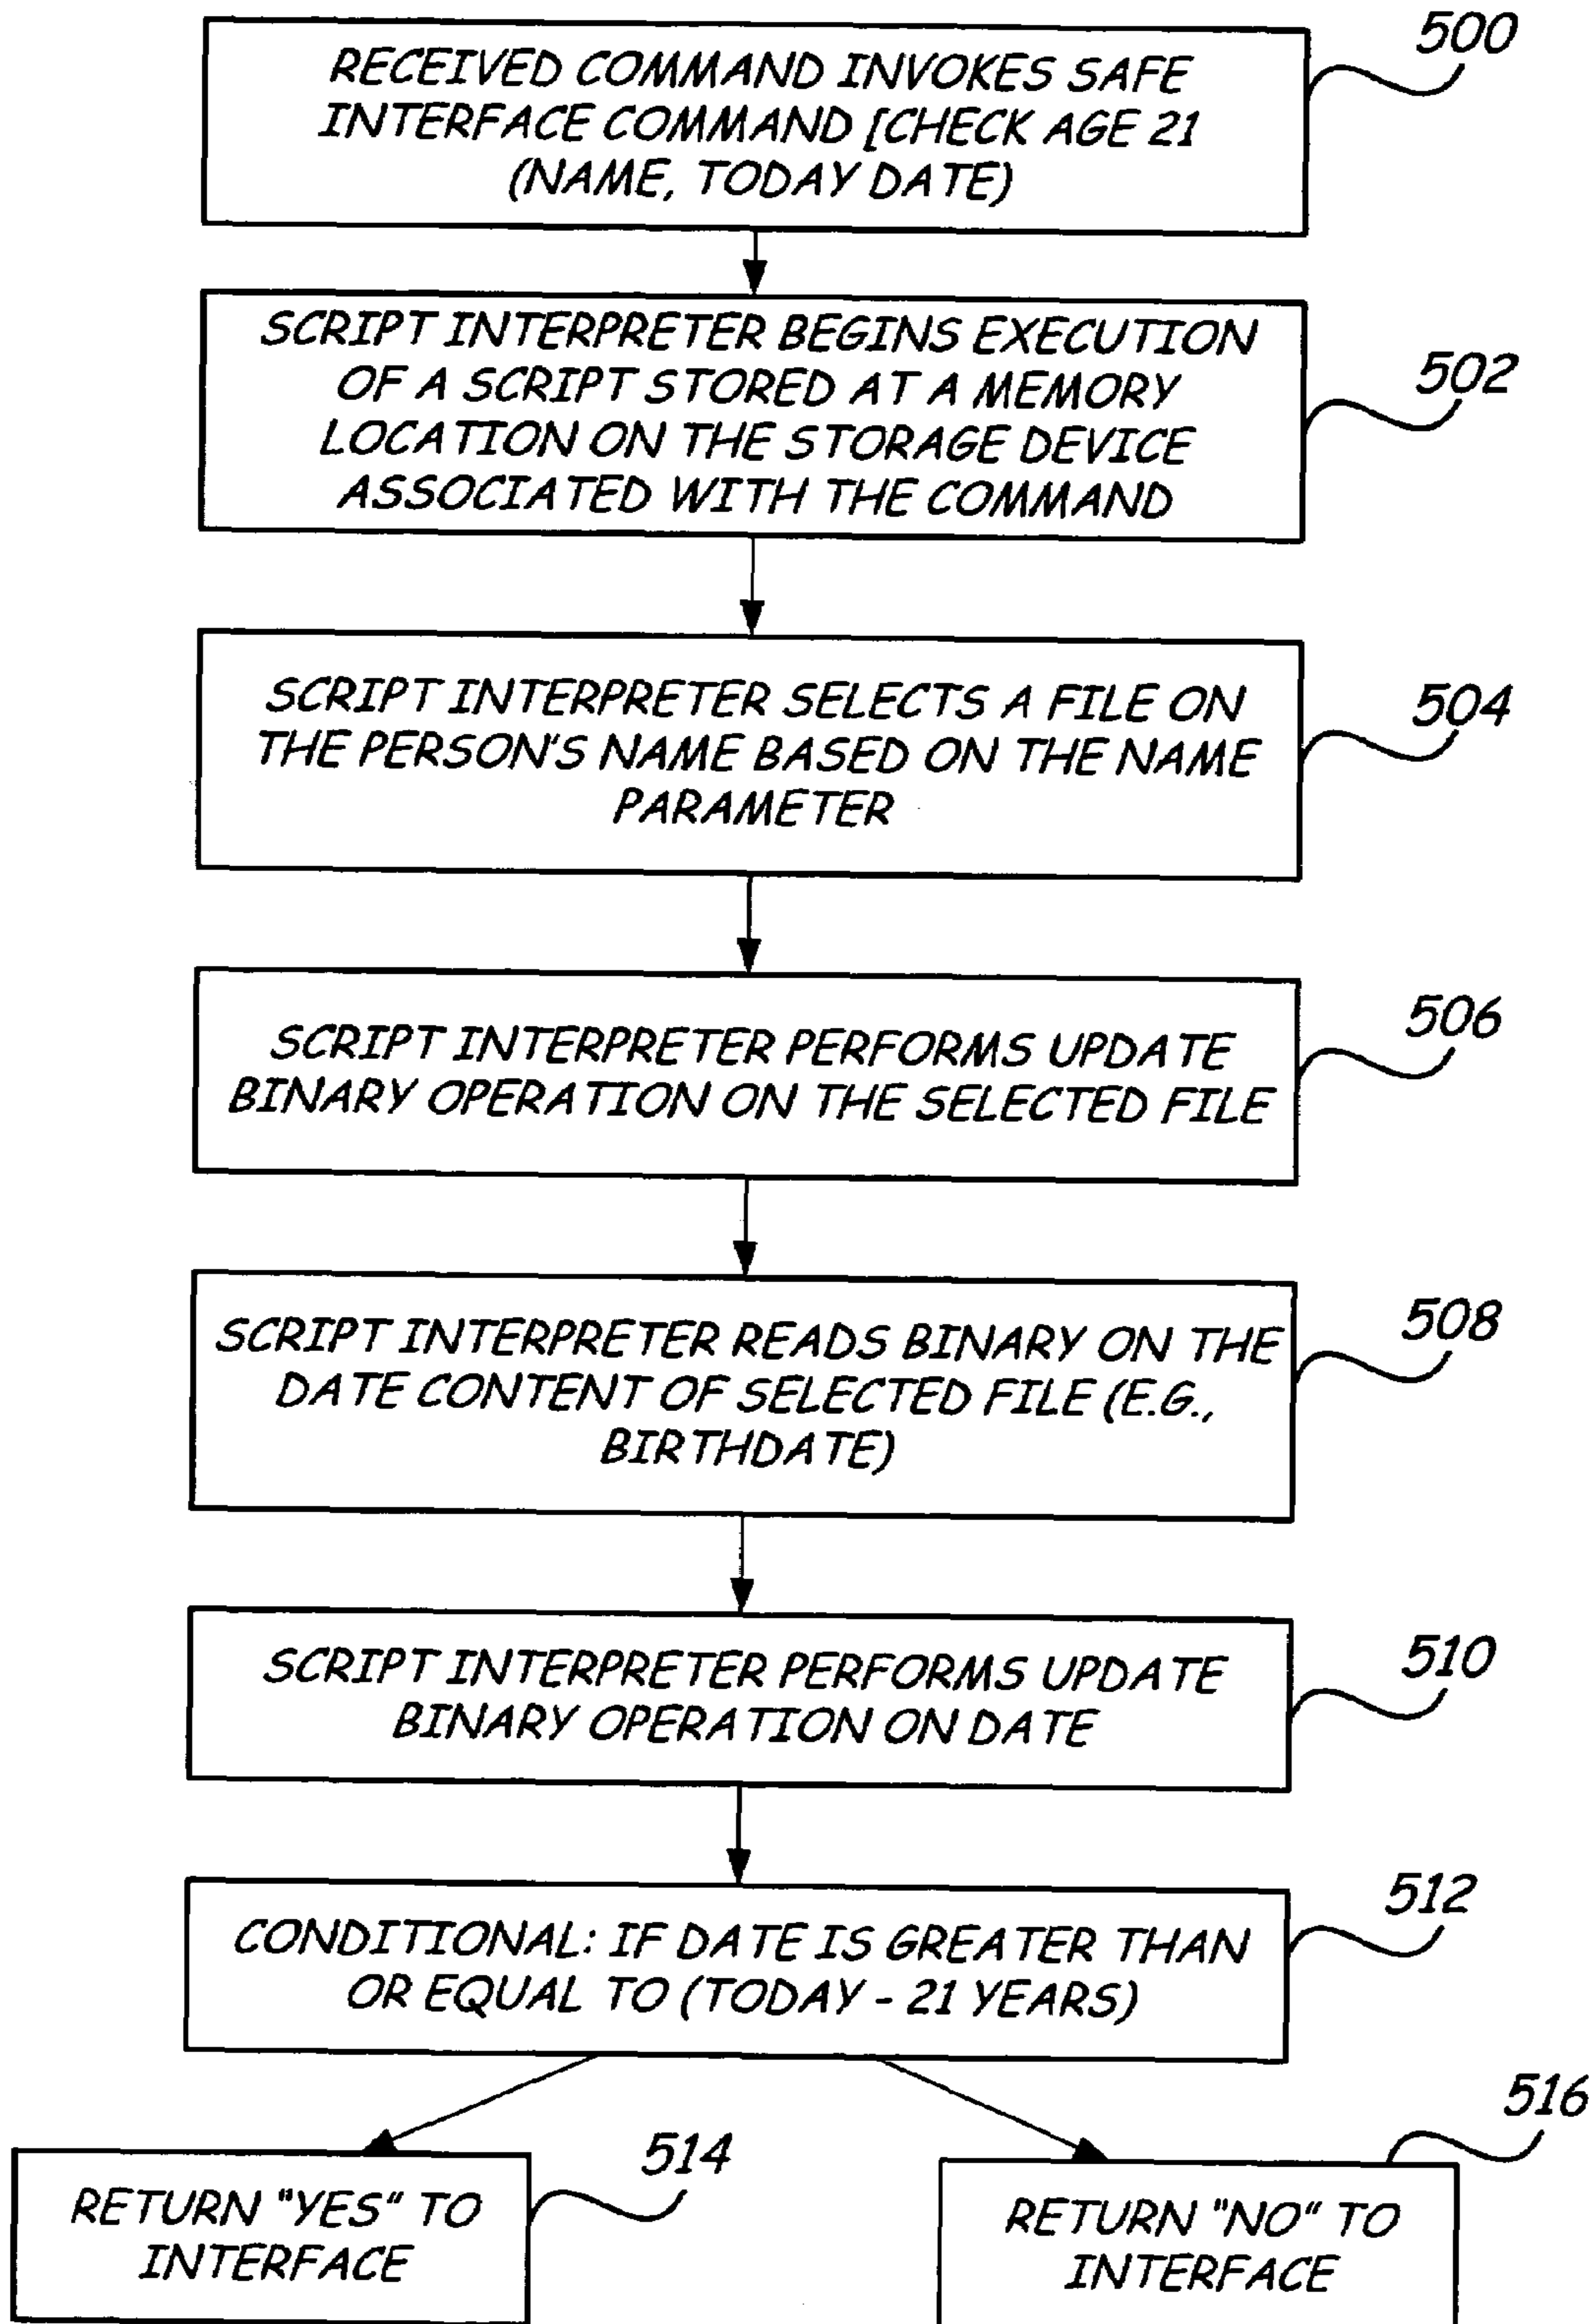 500
RECEIVED COMMAND INVOKES SAFE
INTERFACE COMMAND [CHECK AGE 21
(NAME, TODAY DATE)
502
SCRIPT INTERPRETER BEGINS EXECUTION
OF A SCRIPT STORED AT A MEMORY
LOCATION ON THE STORAGE DEVICE
ASSOCIATED WITH THE COMMAND
504
SCRIPT INTERPRETER SELECTS A FILE ON
THE PERSON'S NAME BASED ON THE NAME
PARAMETER
506
SCRIPT INTERPRETER PERFORMS UPDATE
BINARY OPERATION ON THE SELECTED FILE
508
SCRIPT INTERPRETER READS BINARY ON THE
DATE CONTENT OF SELECTED FILE (E.G.,
BIRTHDATE)
510
SCRIPT INTERPRETER PERFORMS UPDATE
BINARY OPERATION ON DATE
512
CONDITIONAL: IF DATE IS GREATER THAN
OR EQUAL TO (TODAY - 21 YEARS)
514
RETURN "YES" TO
INTERFACE
516
RETURN "NO" TO
INTERFACE